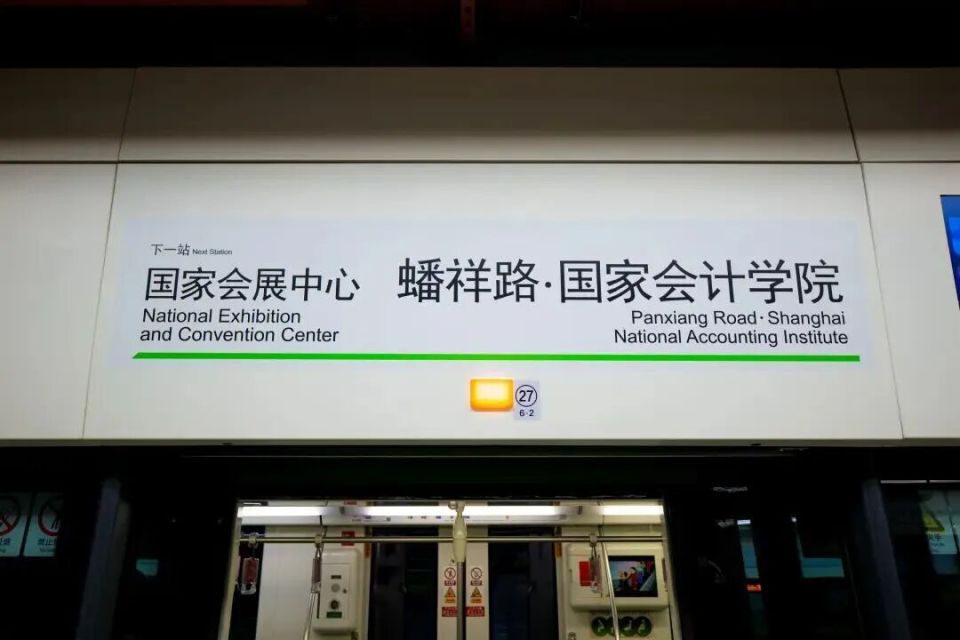 下一站 Next Station
国家会展中心
National Exhibition
and Convention Center
蟠祥路·国家会计学院
Panxiang Road·Shanghai
National Accounting Institute
27
6-2